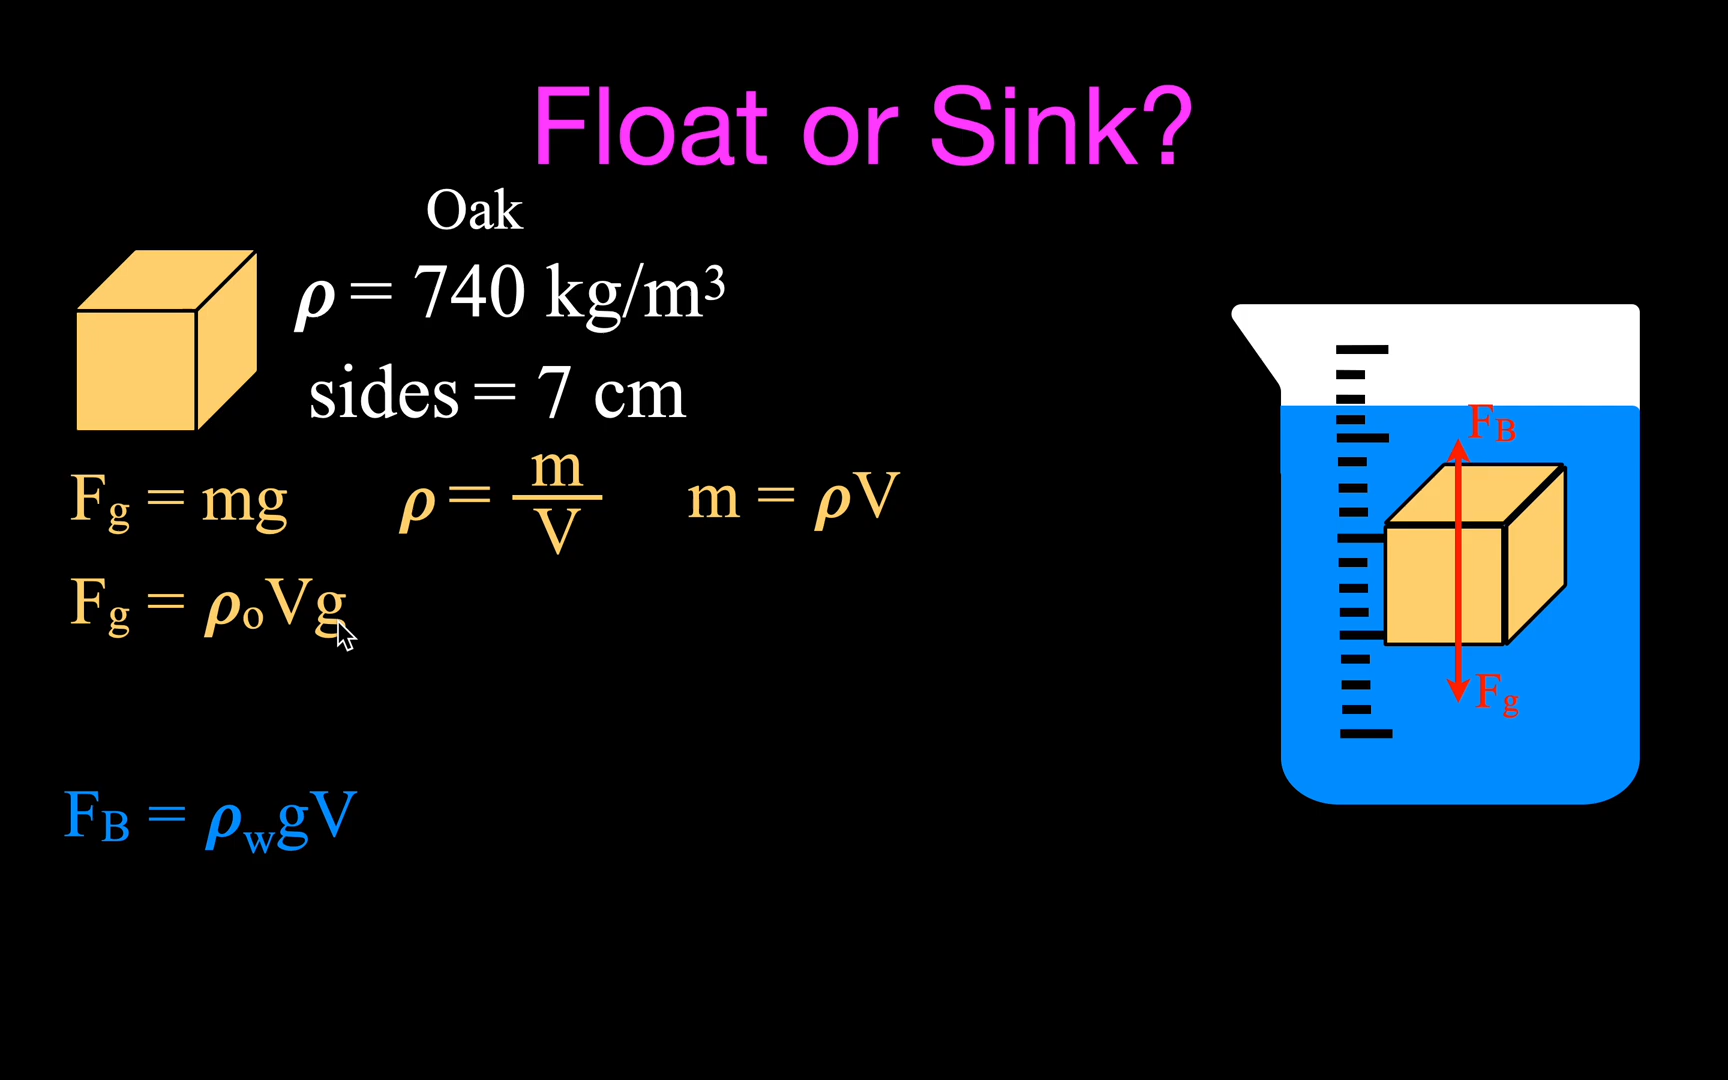 Float or Sink?
Oak
ρ = 740 kg/m³
sides = 7 cm
F_g = mg
ρ = m/V
m = ρV
F_g = ρ_oVg
F_B = ρ_wgV
F_B
F_g